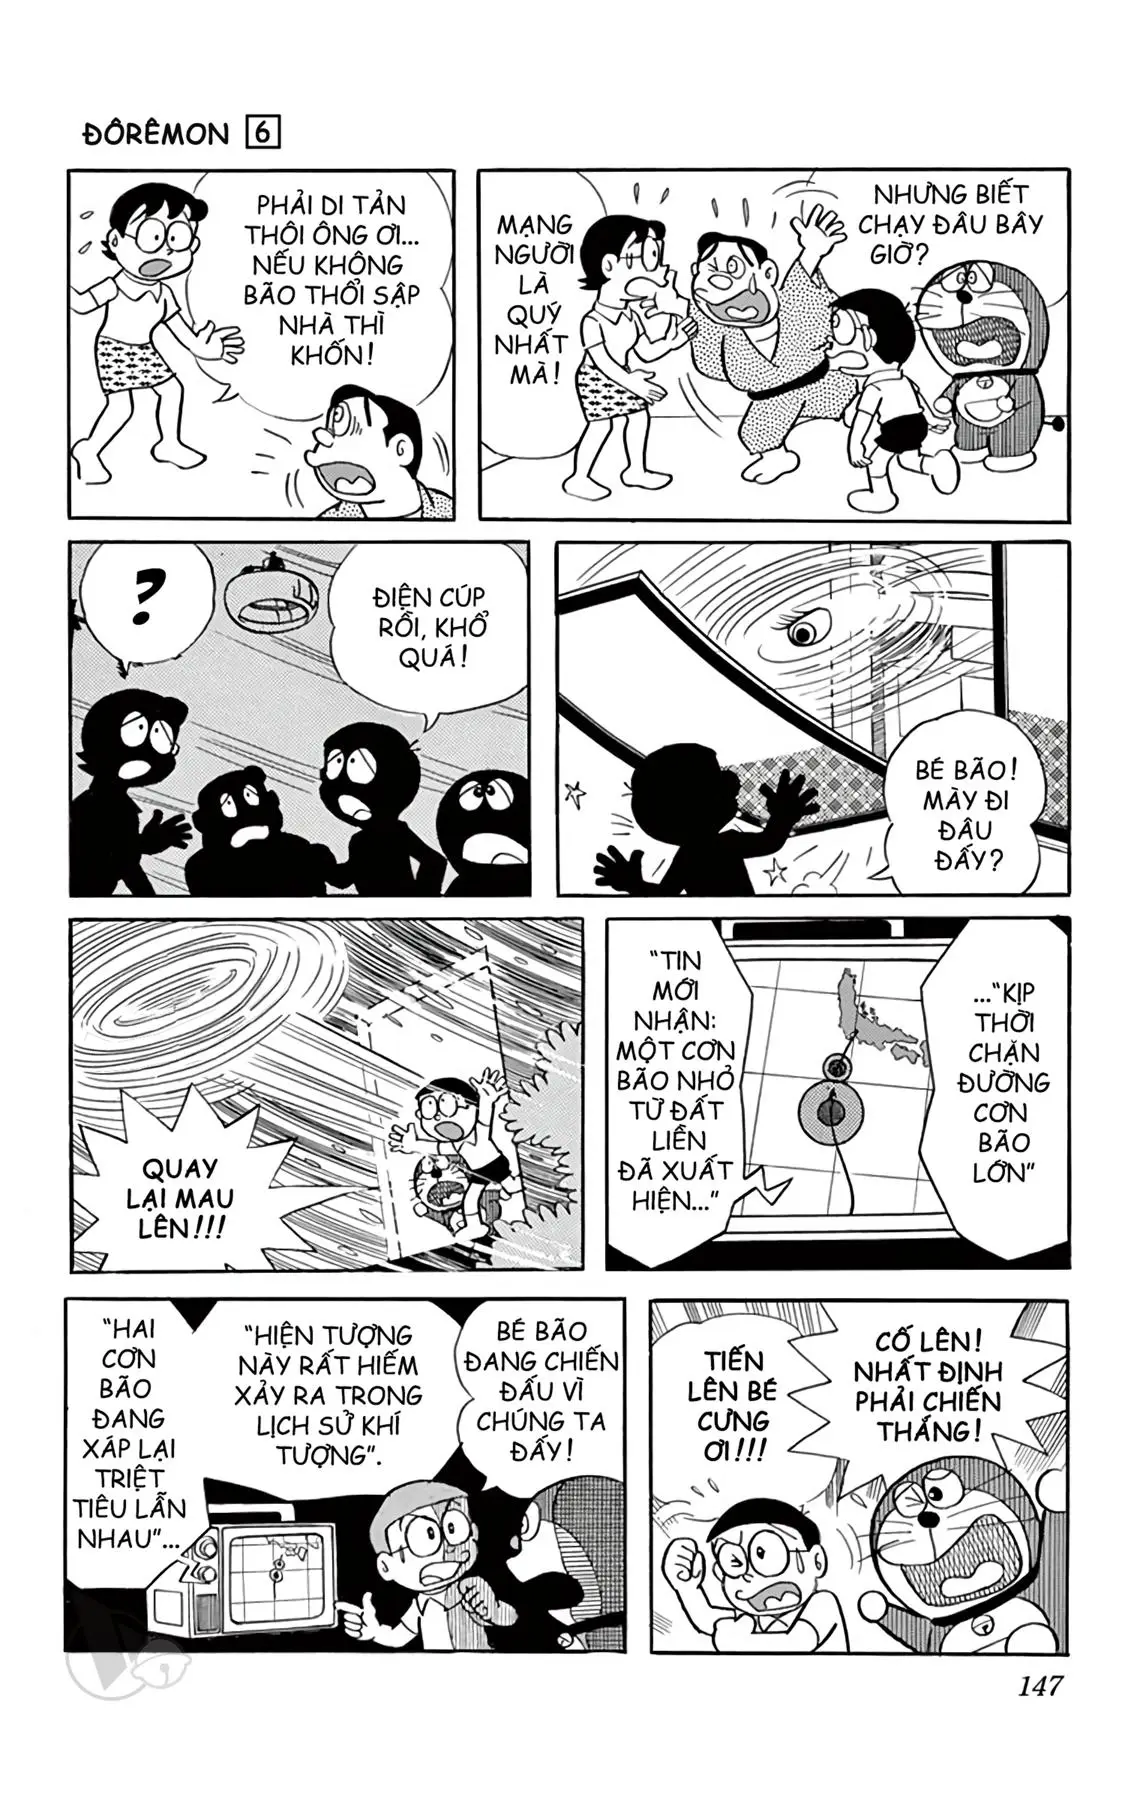 ĐÔRÊMON 6
PHẢI DI TẢN
THÔI ÔNG ƠI...
NẾU KHÔNG
BÃO THỔI SẬP
NHÀ THÌ
KHỐN!
MẠNG
NGƯỜI
LÀ
QUÝ
NHẤT
MÀ!
NHƯNG BIẾT
CHẠY ĐÂU BÂY
GIỜ?
?
ĐIỆN CÚP
RỒI, KHỔ
QUÁ!
BÉ BÃO!
MÀY ĐI
ĐÂU
ĐẤY?
QUAY
LẠI MAU
LÊN!!!
"TIN
MỚI
NHẬN:
MỘT CƠN
BÃO NHỎ
TỪ ĐẤT
LIỀN
ĐÃ XUẤT
HIỆN..."
..."KỊP
THỜI
CHẶN
ĐƯỜNG
CƠN
BÃO
LỚN"
"HAI
CƠN
BÃO
ĐANG
XÁP LẠI
TRIỆT
TIÊU LẪN
NHAU"...
"HIỆN TƯỢNG
NÀY RẤT HIẾM
XẢY RA TRONG
LỊCH SỬ KHÍ
TƯỢNG".
BÉ BÃO
ĐANG CHIẾN
ĐẤU VÌ
CHÚNG TA
ĐẤY!
TIẾN
LÊN BÉ
CƯNG
ƠI!!!
CỐ LÊN!
NHẤT ĐỊNH
PHẢI CHIẾN
THẮNG!
147